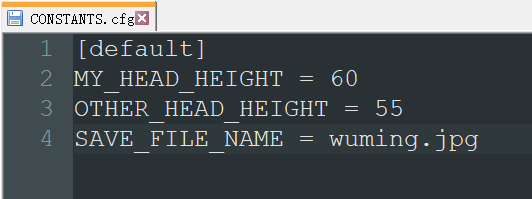 CONSTANTS.cfg
1 [default]
2 MY_HEAD_HEIGHT = 60
3 OTHER_HEAD_HEIGHT = 55
4 SAVE_FILE_NAME = wuming.jpg